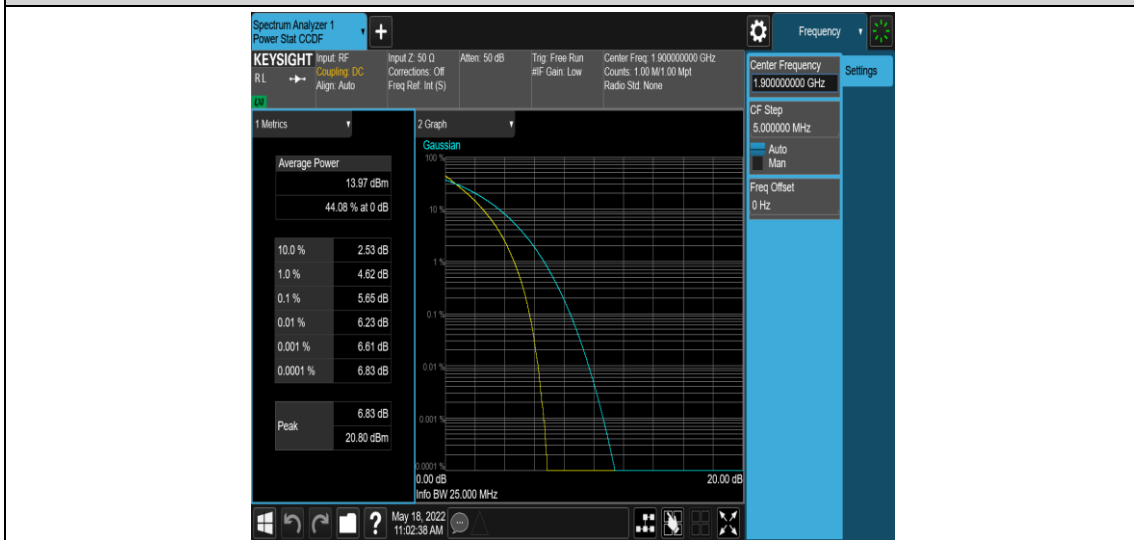 Spectrum Analyzer 1
Power Stat CCDF
+
Frequency
KEYSIGHT
RL
Input: RF
Coupling: DC
Align: Auto
Input Z: 50 Ω
Corrections: Off
Freq Ref: Int (S)
Atten: 50 dB
Trig: Free Run
#IF Gain: Low
Center Freq: 1.900000000 GHz
Counts: 1.00 M/1.00 Mpt
Radio Std: None
Center Frequency
1.900000000 GHz
Settings
CF Step
5.000000 MHz
Auto
Man
Freq Offset
0 Hz
1 Metrics
Average Power
13.97 dBm
44.08 % at 0 dB
10.0 % 2.53 dB
1.0 % 4.62 dB
0.1 % 5.65 dB
0.01 % 6.23 dB
0.001 % 6.61 dB
0.0001 % 6.83 dB
Peak 6.83 dB
20.80 dBm
2 Graph
Gaussian
100 %
10 %
1 %
0.1 %
0.01 %
0.001 %
0.0001 %
0.00 dB 20.00 dB
Info BW 25.000 MHz
?
May 18, 2022
11:02:38 AM